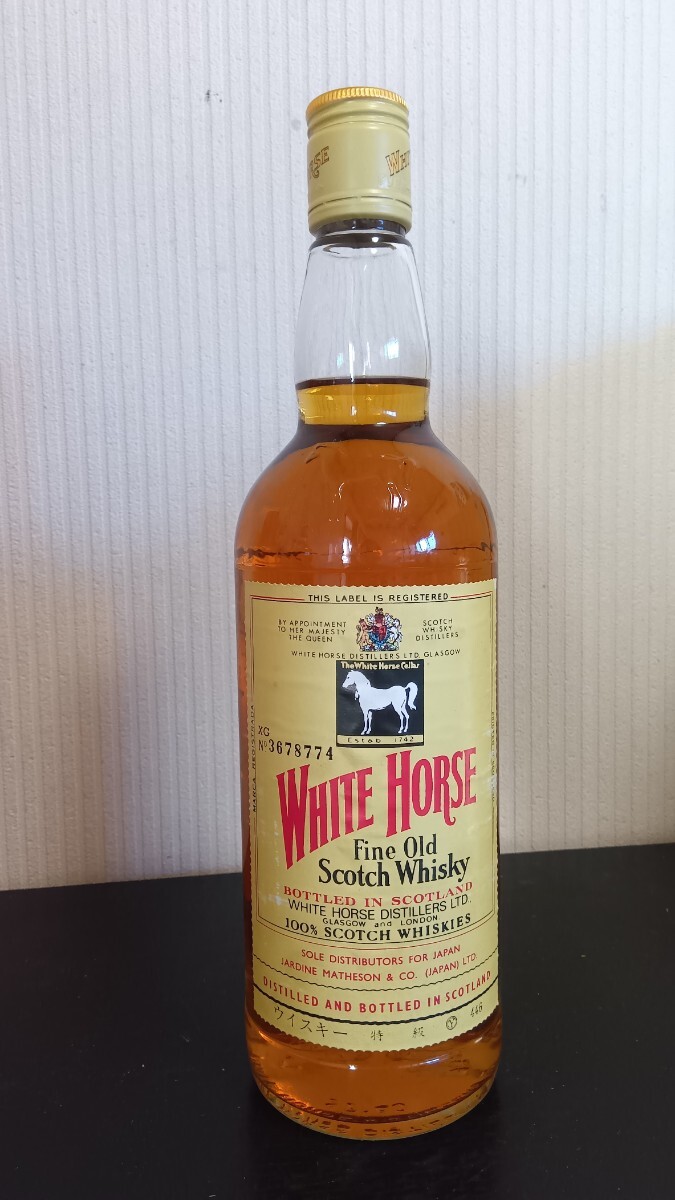 WHITE HORSE
THIS LABEL IS REGISTERED
BY APPOINTMENT
TO HER MAJESTY
THE QUEEN
SCOTCH
WHISKY
DISTILLERS
WHITE HORSE DISTILLERS LTD. GLASGOW
The White Horse Cellar
Estab 1742
XG
Nº3678774
MARCA REGISTRADA
WHITE HORSE
Fine Old
Scotch Whisky
BOTTLED IN SCOTLAND
WHITE HORSE DISTILLERS LTD.
GLASGOW and LONDON
100% SCOTCH WHISKIES
SOLE DISTRIBUTORS FOR JAPAN
JARDINE MATHESON & CO. (JAPAN) LTD.
DISTILLED AND BOTTLED IN SCOTLAND
ウイスキー 特級 Ⓨ 446